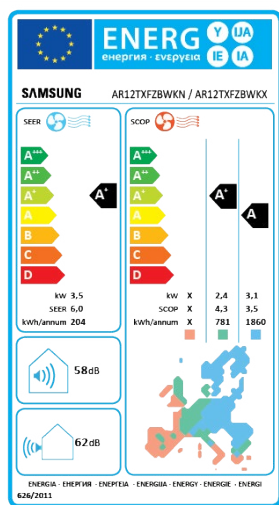 ENERG Y IJA
енергия · ενεργεια IE IA
SAMSUNG AR12TXFZBWKN / AR12TXFZBWKX
SEER
SCOP
A+++ A+++
A++ A++
A+ A+ A+ A+
A A A
B B
C C
D D
kW 3,5
SEER 6,0
kWh/annum 204
kW X 2,4 3,1
SCOP X 4,3 3,5
kWh/annum X 781 1860
58dB
62dB
ENERGIA · ЕНЕРГИЯ · ΕΝΕΡΓΕΙΑ · ENERGIJA · ENERGY · ENERGIE · ENERGI
626/2011